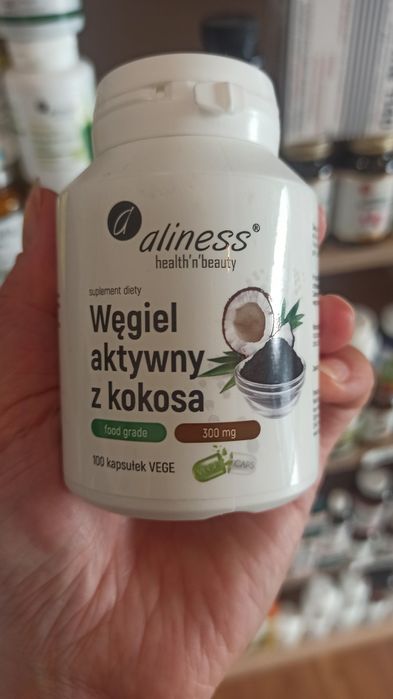 aliness®
health'n'beauty
suplement diety
Węgiel
aktywny
z kokosa
food grade
300 mg
100 kapsułek VEGE